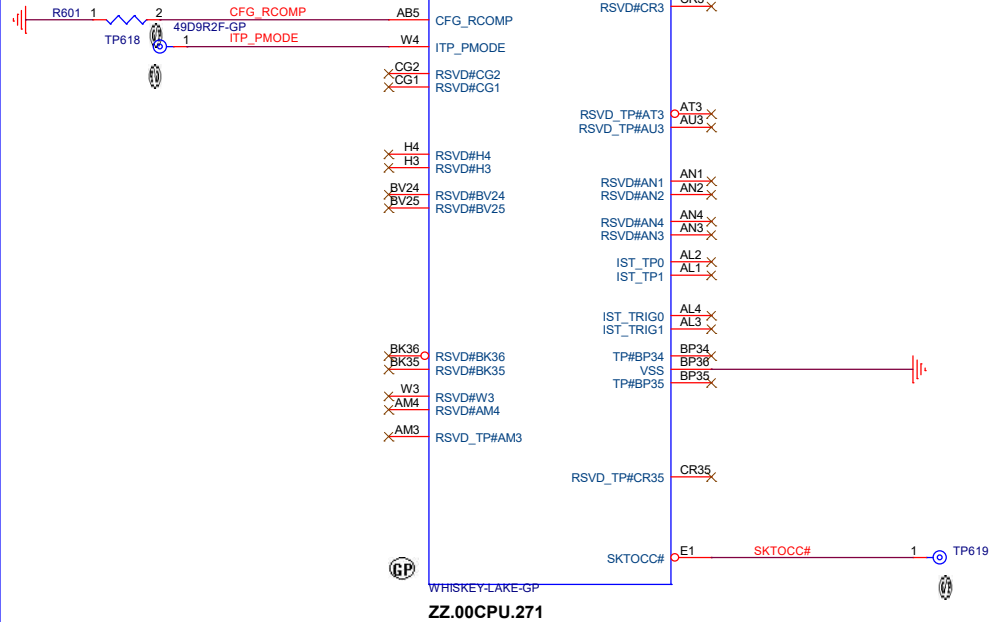 RSVD#CR3
R601 1 2 CFG_RCOMP AB5 CFG_RCOMP
49D9R2F-GP
TP618 1 ITP_PMODE W4 ITP_PMODE
CG2 RSVD#CG2
CG1 RSVD#CG1
RSVD_TP#AT3 AT3
RSVD_TP#AU3 AU3
H4 RSVD#H4
H3 RSVD#H3
RSVD#AN1 AN1
RSVD#AN2 AN2
BV24 RSVD#BV24
BV25 RSVD#BV25
RSVD#AN4 AN4
RSVD#AN3 AN3
IST_TP0 AL2
IST_TP1 AL1
IST_TRIG0 AL4
IST_TRIG1 AL3
BK36 RSVD#BK36
BK35 RSVD#BK35
TP#BP34 BP34
VSS BP36
TP#BP35 BP35
W3 RSVD#W3
AM4 RSVD#AM4
AM3 RSVD_TP#AM3
RSVD_TP#CR35 CR35
SKTOCC# E1 SKTOCC# 1 TP619
GP
WHISKEY-LAKE-GP
ZZ.00CPU.271